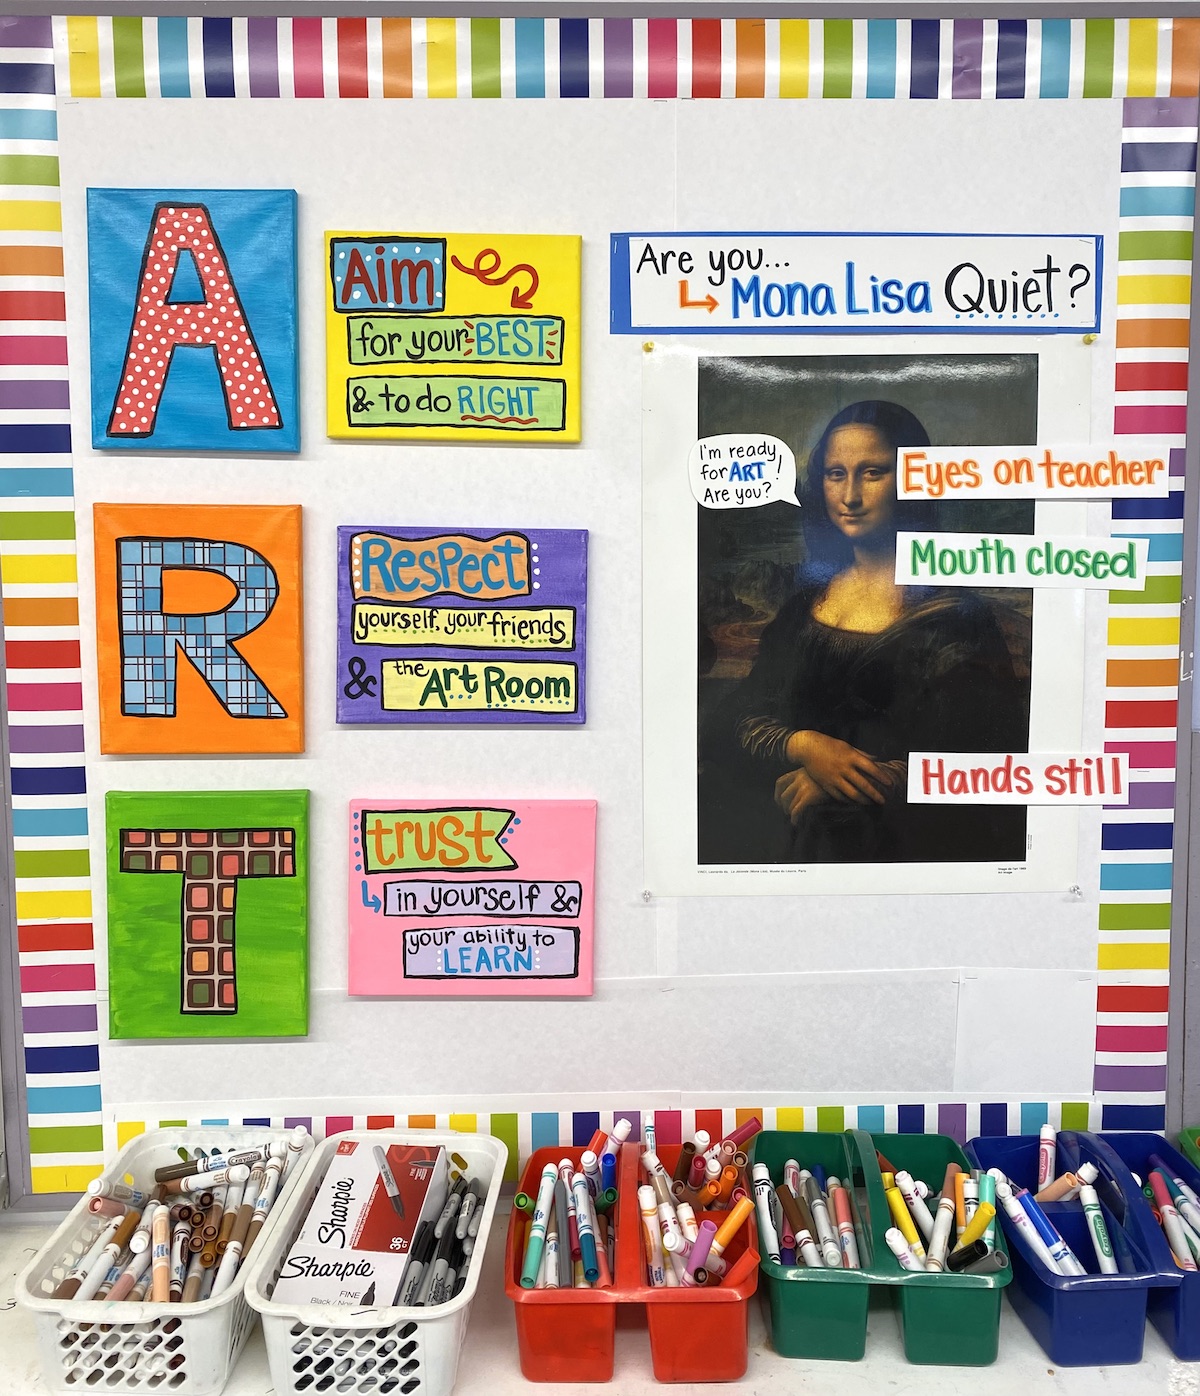 A
Aim
for your BEST
& to do RIGHT
R
Respect
yourself, your friends,
& the Art Room
T
trust
in yourself &
your ability to
LEARN
Are you...
Mona Lisa Quiet?
I'm ready
for ART!
Are you?
Eyes on teacher
Mouth closed
Hands still
Sharpie
36
CT
Sharpie
FINE
Crayola